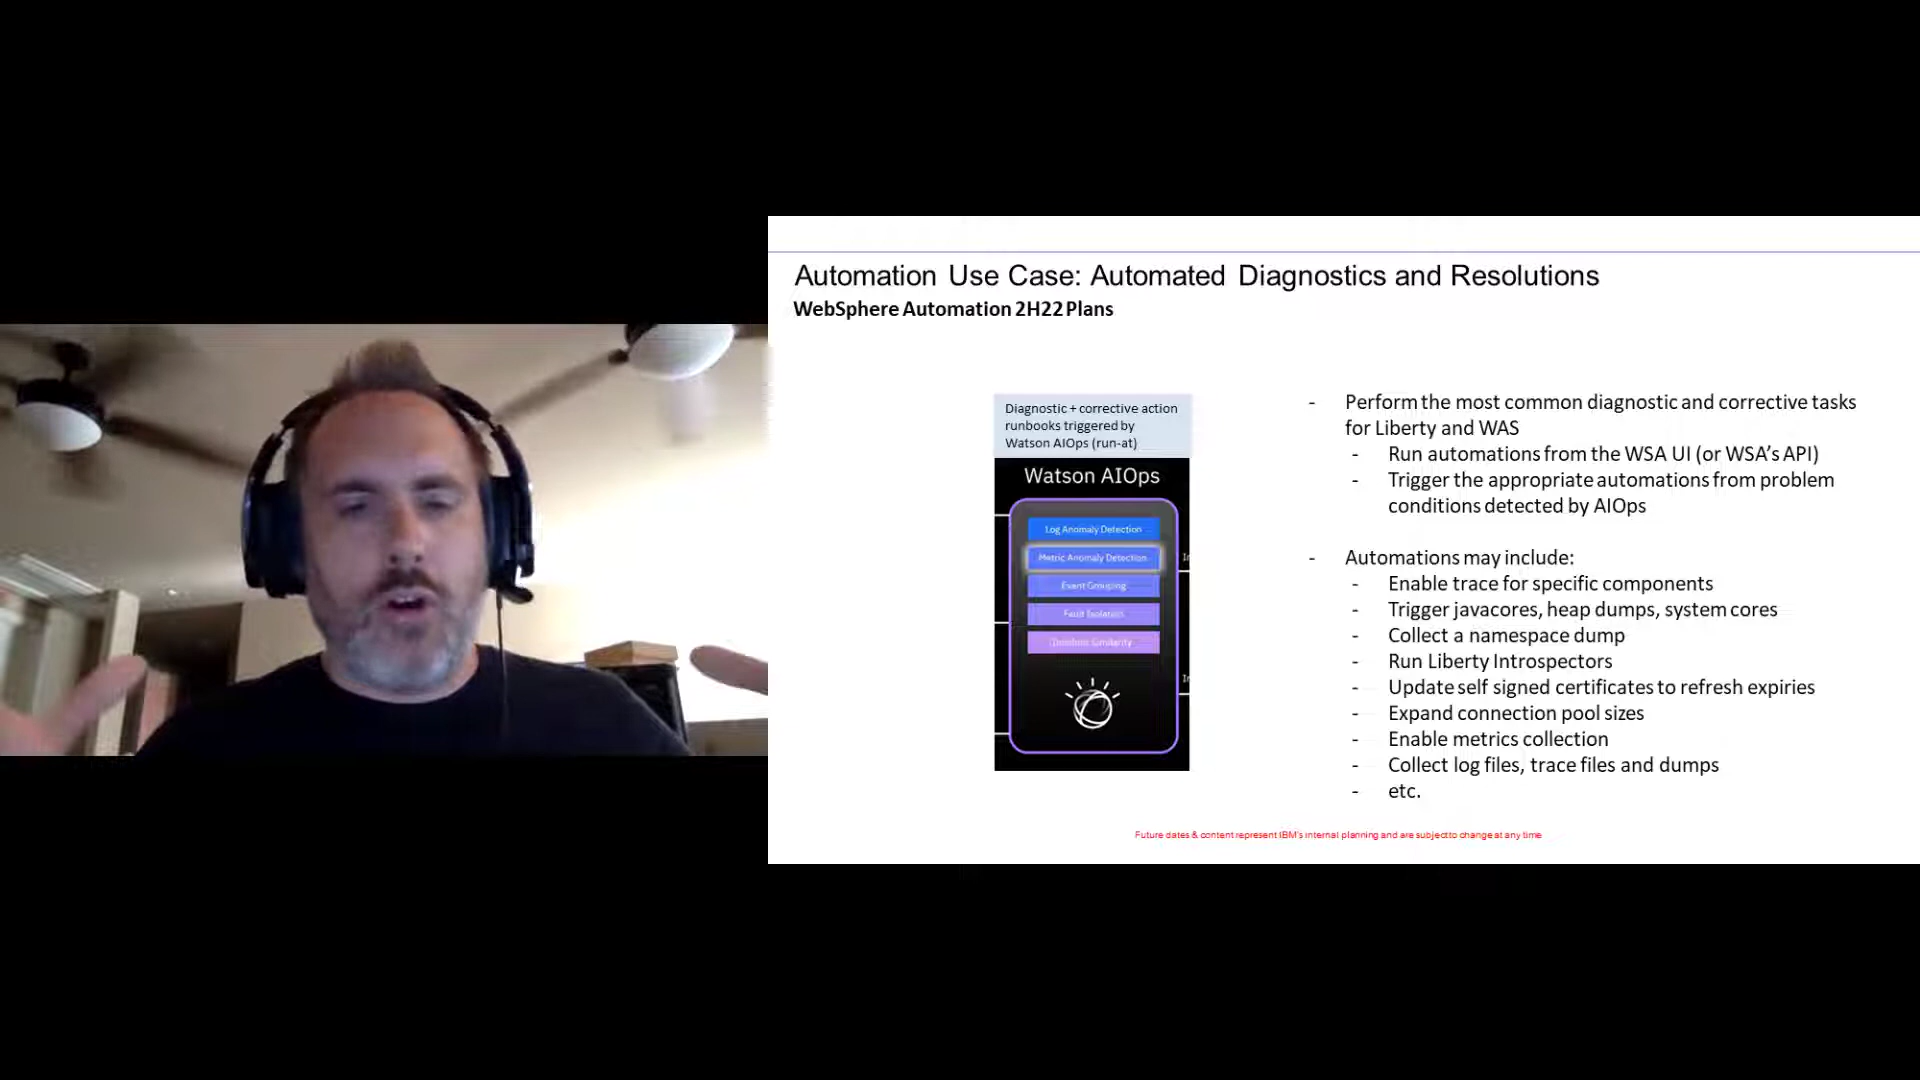 Automation Use Case: Automated Diagnostics and Resolutions
WebSphere Automation 2H22 Plans
Diagnostic + corrective action
runbooks triggered by
Watson AIOps (run-at)
Watson AIOps
Log Anomaly Detection
Metric Anomaly Detection
Event Grouping
Fault Isolation
Similarity
- Perform the most common diagnostic and corrective tasks
for Liberty and WAS
- Run automations from the WSA UI (or WSA's API)
- Trigger the appropriate automations from problem
conditions detected by AIOps
- Automations may include:
- Enable trace for specific components
- Trigger javacores, heap dumps, system cores
- Collect a namespace dump
- Run Liberty Introspectors
- Update self signed certificates to refresh expiries
- Expand connection pool sizes
- Enable metrics collection
- Collect log files, trace files and dumps
- etc.
Future dates & content represent IBM's internal planning and are subject to change at any time